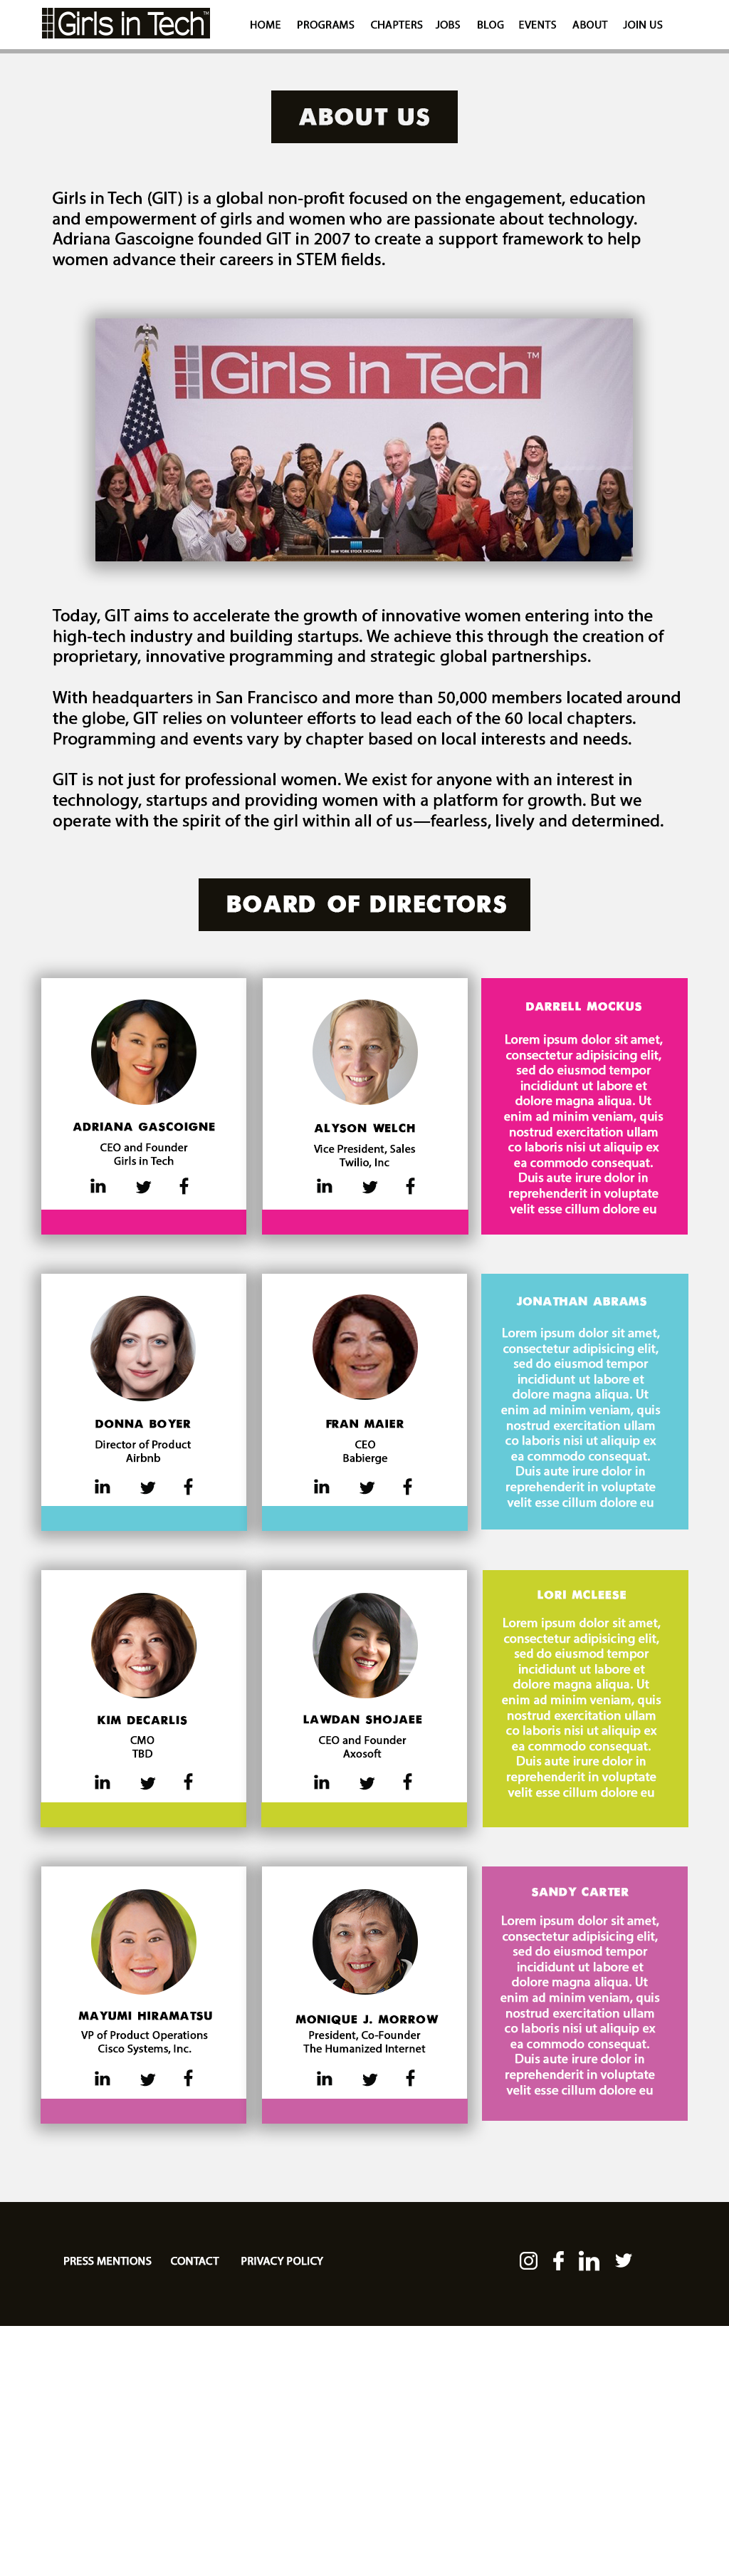 Girls in Tech™
HOME PROGRAMS CHAPTERS JOBS BLOG EVENTS ABOUT JOIN US
ABOUT US
Girls in Tech (GIT) is a global non-profit focused on the engagement, education
and empowerment of girls and women who are passionate about technology.
Adriana Gascoigne founded GIT in 2007 to create a support framework to help
women advance their careers in STEM fields.
Girls in Tech™
NEW YORK STOCK EXCHANGE
Today, GIT aims to accelerate the growth of innovative women entering into the
high-tech industry and building startups. We achieve this through the creation of
proprietary, innovative programming and strategic global partnerships.
With headquarters in San Francisco and more than 50,000 members located around
the globe, GIT relies on volunteer efforts to lead each of the 60 local chapters.
Programming and events vary by chapter based on local interests and needs.
GIT is not just for professional women. We exist for anyone with an interest in
technology, startups and providing women with a platform for growth. But we
operate with the spirit of the girl within all of us—fearless, lively and determined.
BOARD OF DIRECTORS
ADRIANA GASCOIGNE
CEO and Founder
Girls in Tech
in
ALYSON WELCH
Vice President, Sales
Twilio, Inc
in
DARRELL MOCKUS
Lorem ipsum dolor sit amet,
consectetur adipisicing elit,
sed do eiusmod tempor
incididunt ut labore et
dolore magna aliqua. Ut
enim ad minim veniam, quis
nostrud exercitation ullam
co laboris nisi ut aliquip ex
ea commodo consequat.
Duis aute irure dolor in
reprehenderit in voluptate
velit esse cillum dolore eu
DONNA BOYER
Director of Product
Airbnb
in
FRAN MAIER
CEO
Babierge
in
JONATHAN ABRAMS
Lorem ipsum dolor sit amet,
consectetur adipisicing elit,
sed do eiusmod tempor
incididunt ut labore et
dolore magna aliqua. Ut
enim ad minim veniam, quis
nostrud exercitation ullam
co laboris nisi ut aliquip ex
ea commodo consequat.
Duis aute irure dolor in
reprehenderit in voluptate
velit esse cillum dolore eu
KIM DECARLIS
CMO
TBD
in
LAWDAN SHOJAEE
CEO and Founder
Axosoft
in
LORI MCLEESE
Lorem ipsum dolor sit amet,
consectetur adipisicing elit,
sed do eiusmod tempor
incididunt ut labore et
dolore magna aliqua. Ut
enim ad minim veniam, quis
nostrud exercitation ullam
co laboris nisi ut aliquip ex
ea commodo consequat.
Duis aute irure dolor in
reprehenderit in voluptate
velit esse cillum dolore eu
MAYUMI HIRAMATSU
VP of Product Operations
Cisco Systems, Inc.
in
MONIQUE J. MORROW
President, Co-Founder
The Humanized Internet
in
SANDY CARTER
Lorem ipsum dolor sit amet,
consectetur adipisicing elit,
sed do eiusmod tempor
incididunt ut labore et
dolore magna aliqua. Ut
enim ad minim veniam, quis
nostrud exercitation ullam
co laboris nisi ut aliquip ex
ea commodo consequat.
Duis aute irure dolor in
reprehenderit in voluptate
velit esse cillum dolore eu
PRESS MENTIONS CONTACT PRIVACY POLICY
in